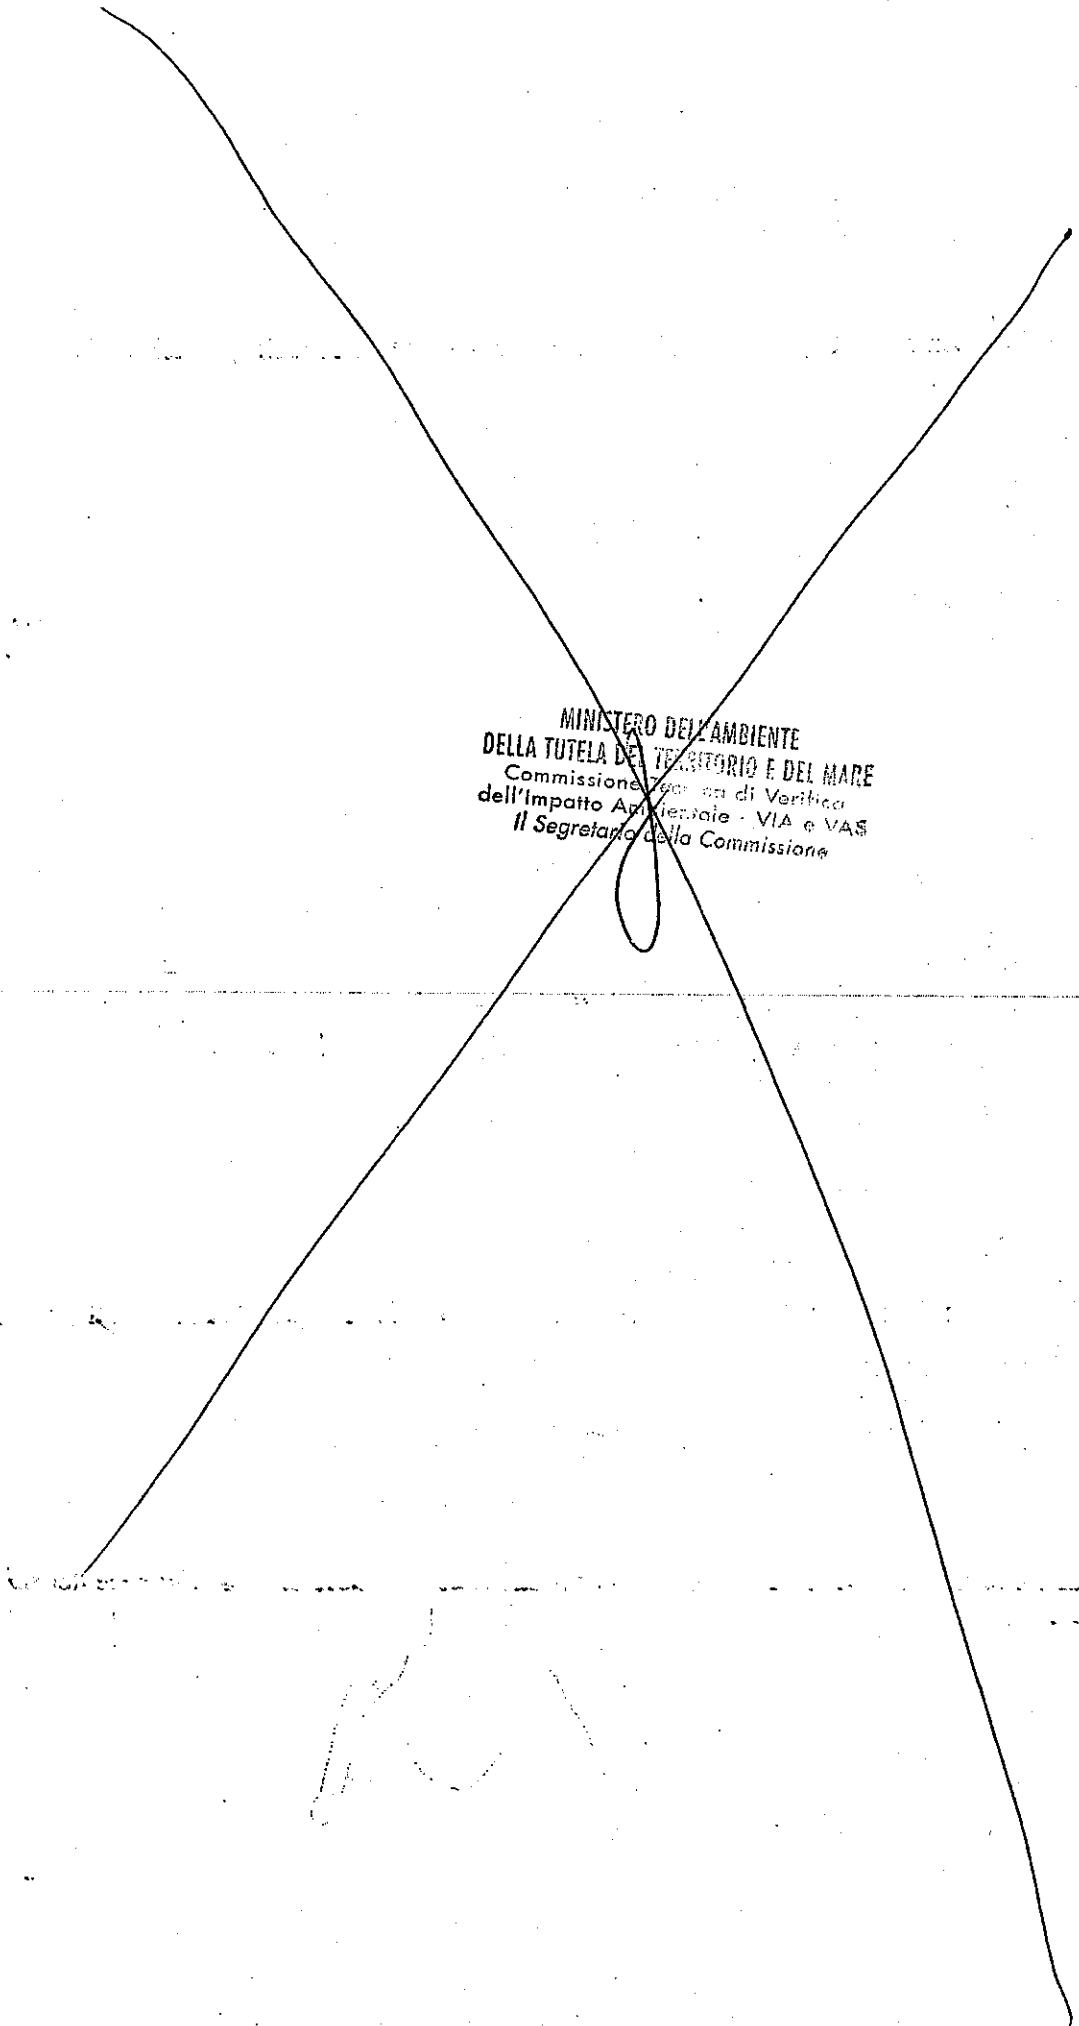 MINISTERO DELL'AMBIENTE
DELLA TUTELA DEL TERRITORIO E DEL MARE
Commissione Tecnica di Verifica
dell'Impatto Ambientale - VIA e VAS
Il Segretario della Commissione